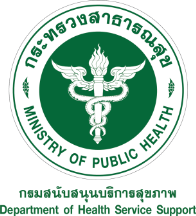 กระทรวงสาธารณสุข
MINISTRY OF PUBLIC HEALTH
กรมสนับสนุนบริการสุขภาพ
Department of Health Service Support